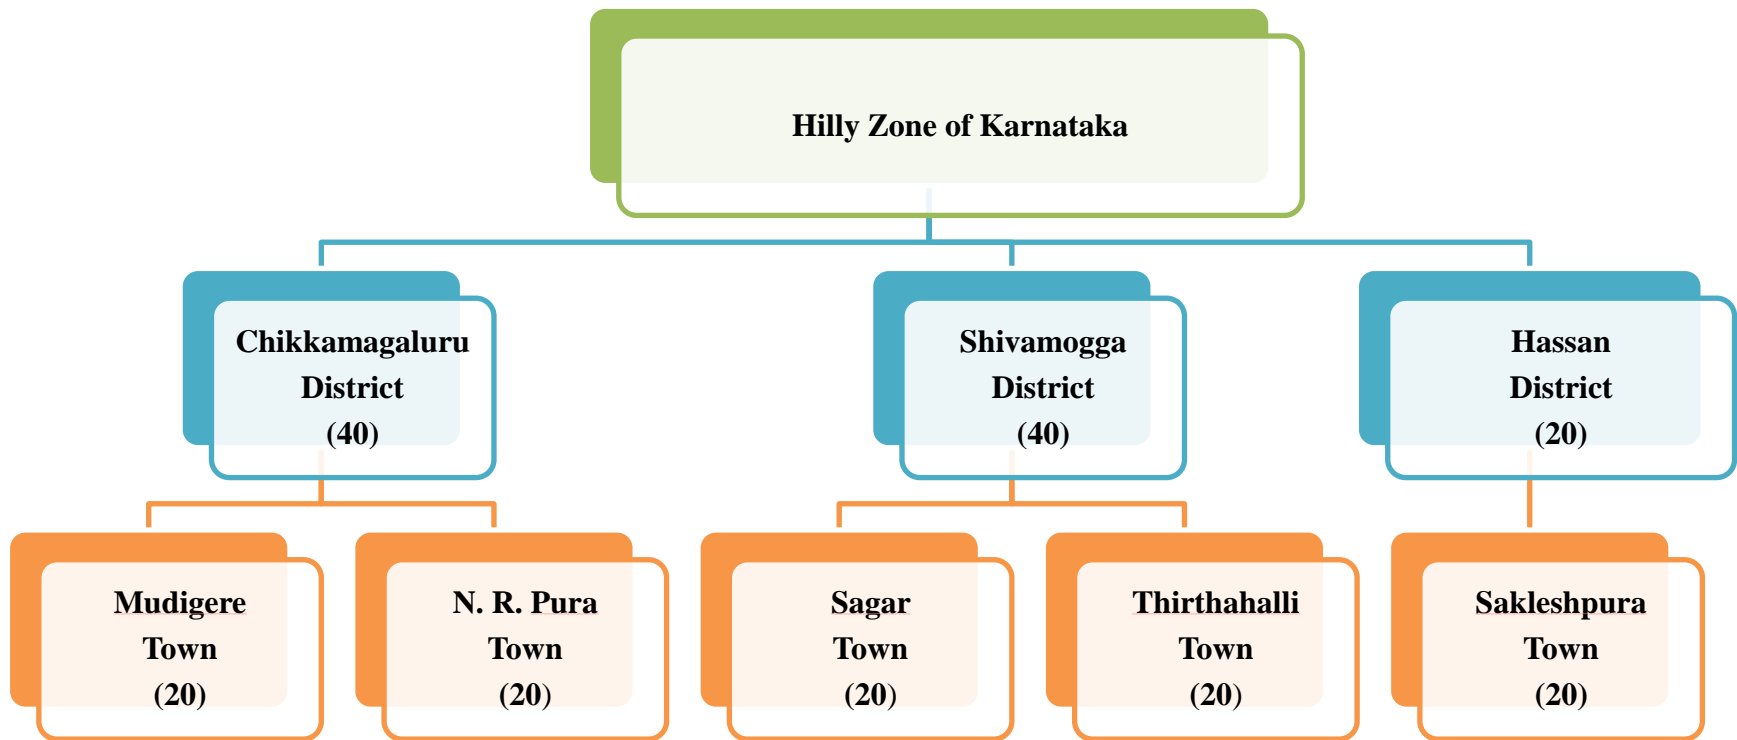 Hilly Zone of Karnataka
Chikkamagaluru
District
(40)
Shivamogga
District
(40)
Hassan
District
(20)
Mudigere
Town
(20)
N. R. Pura
Town
(20)
Sagar
Town
(20)
Thirthahalli
Town
(20)
Sakleshpura
Town
(20)